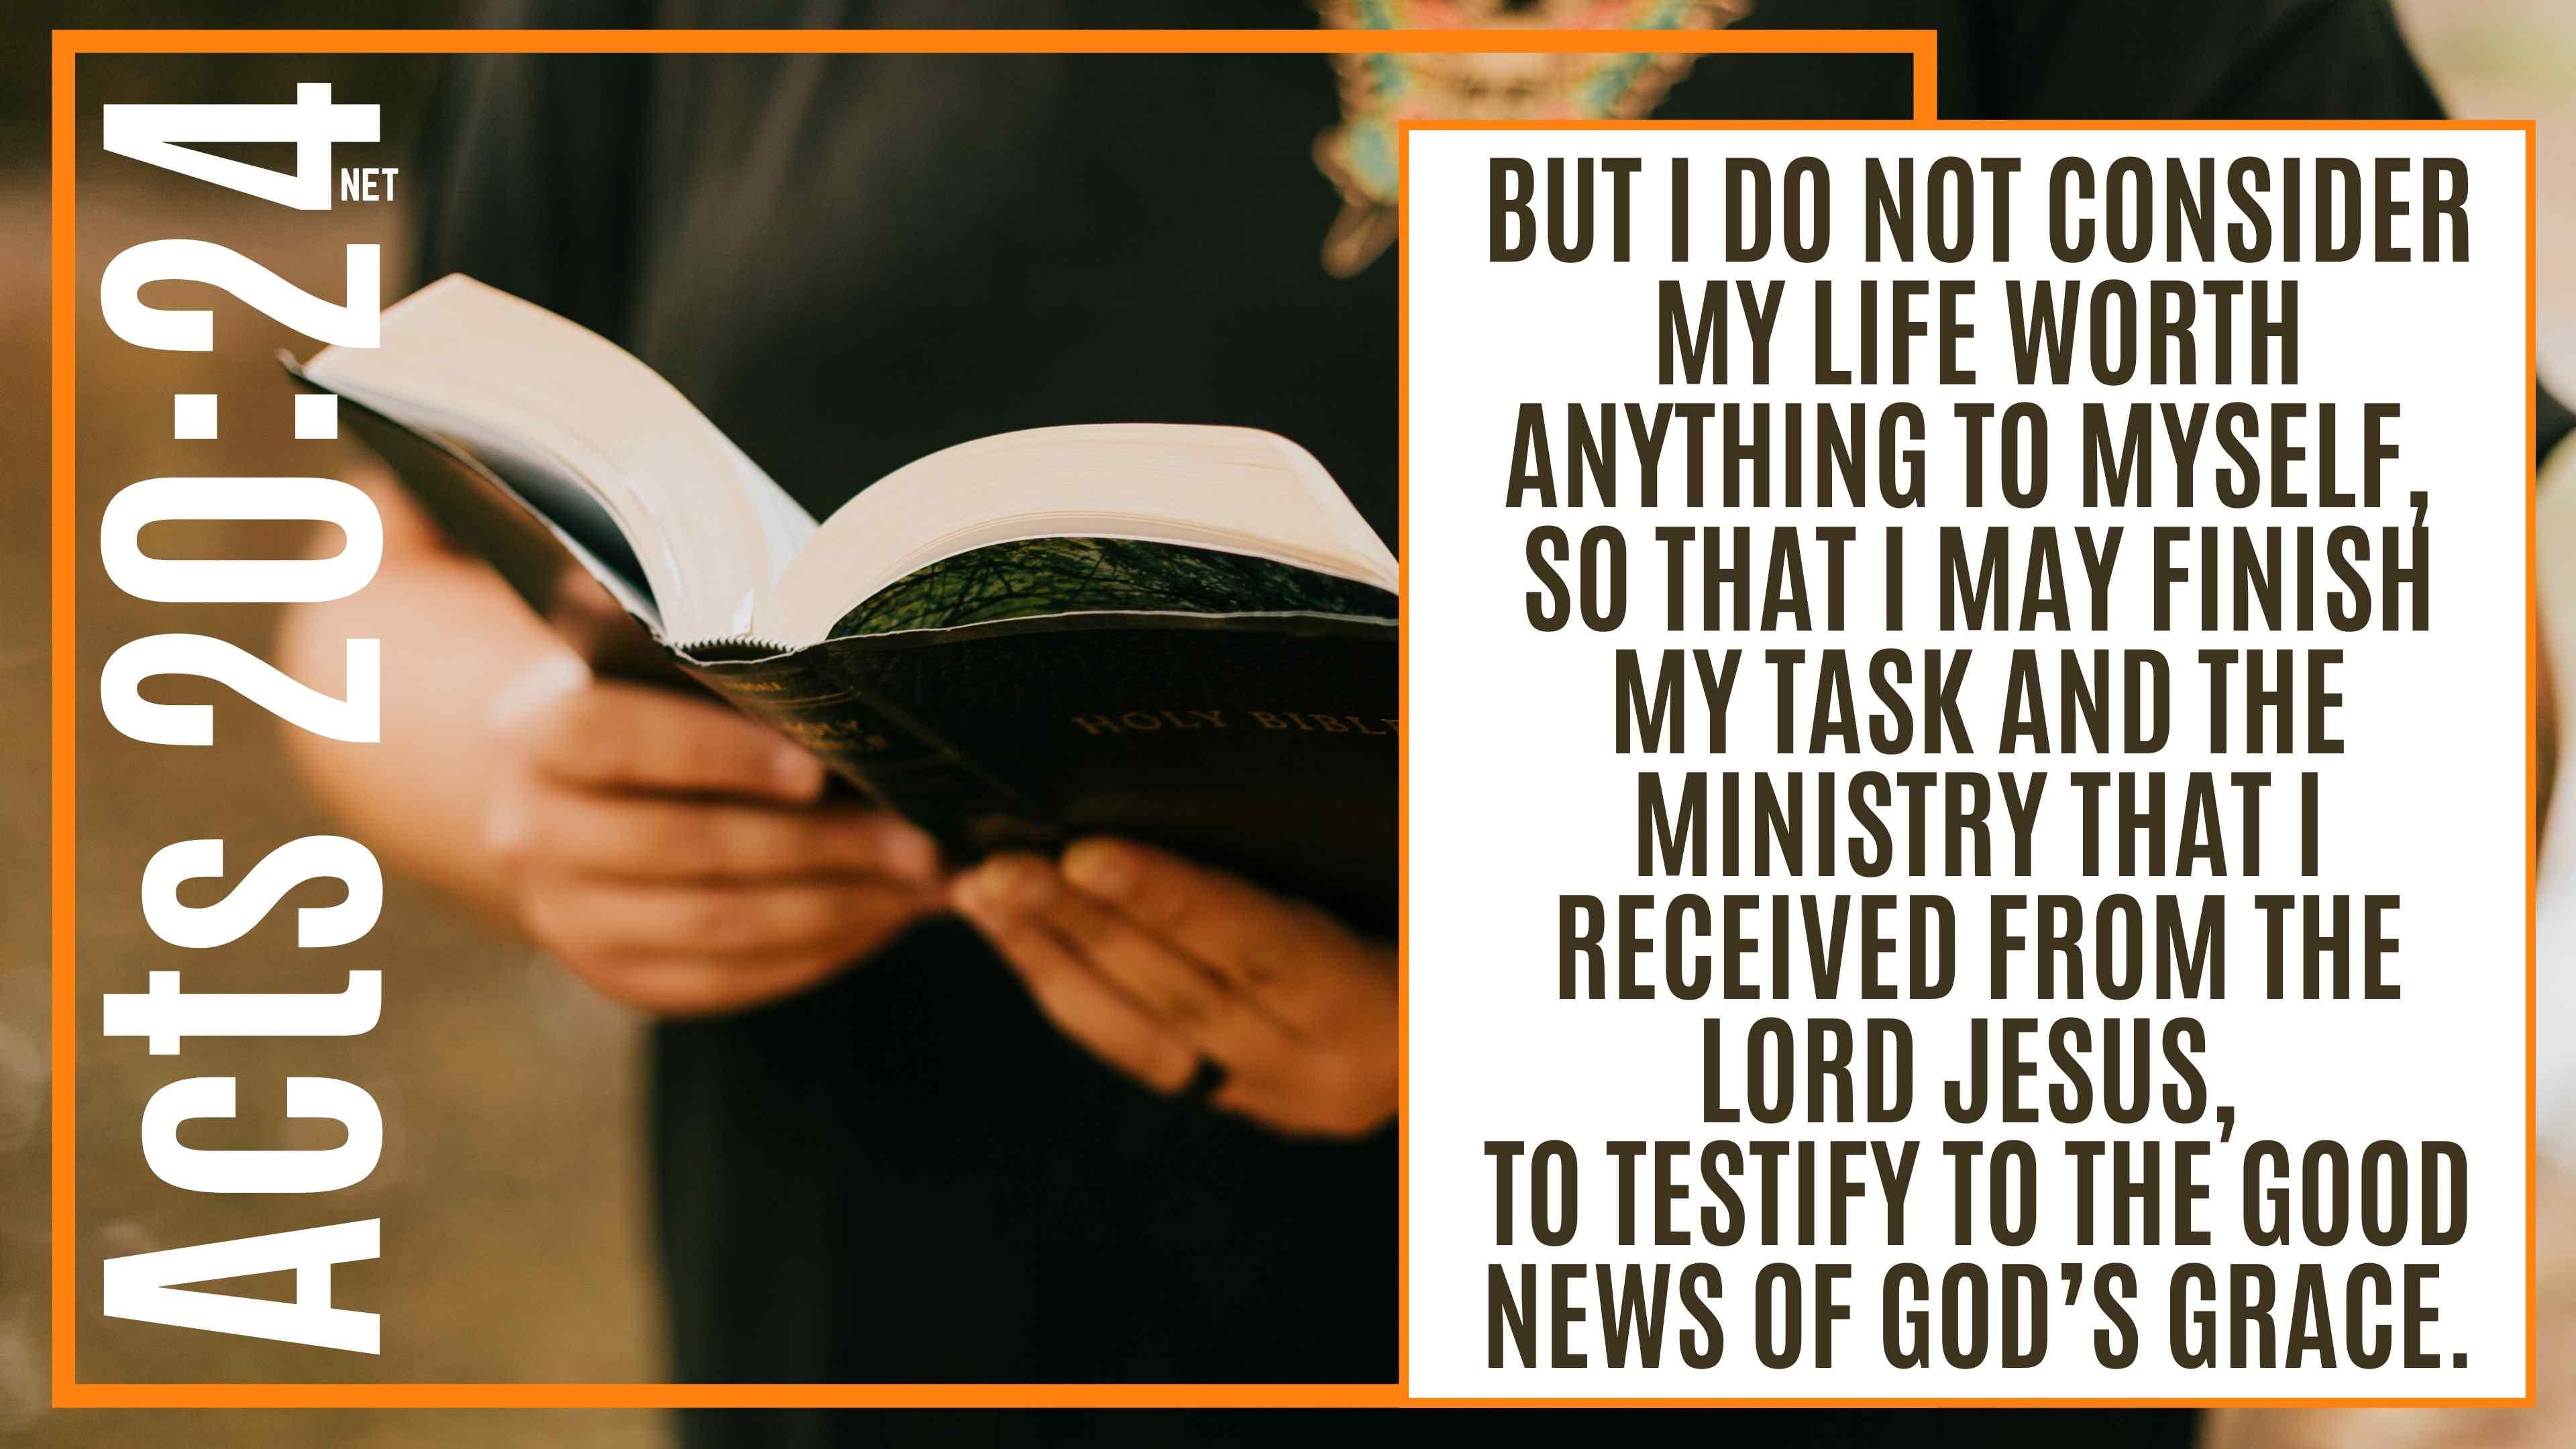 Acts 20:24
NET
BUT I DO NOT CONSIDER
MY LIFE WORTH
ANYTHING TO MYSELF,
SO THAT I MAY FINISH
MY TASK AND THE
MINISTRY THAT I
RECEIVED FROM THE
LORD JESUS,
TO TESTIFY TO THE GOOD
NEWS OF GOD’S GRACE.
HOLY BIBLE